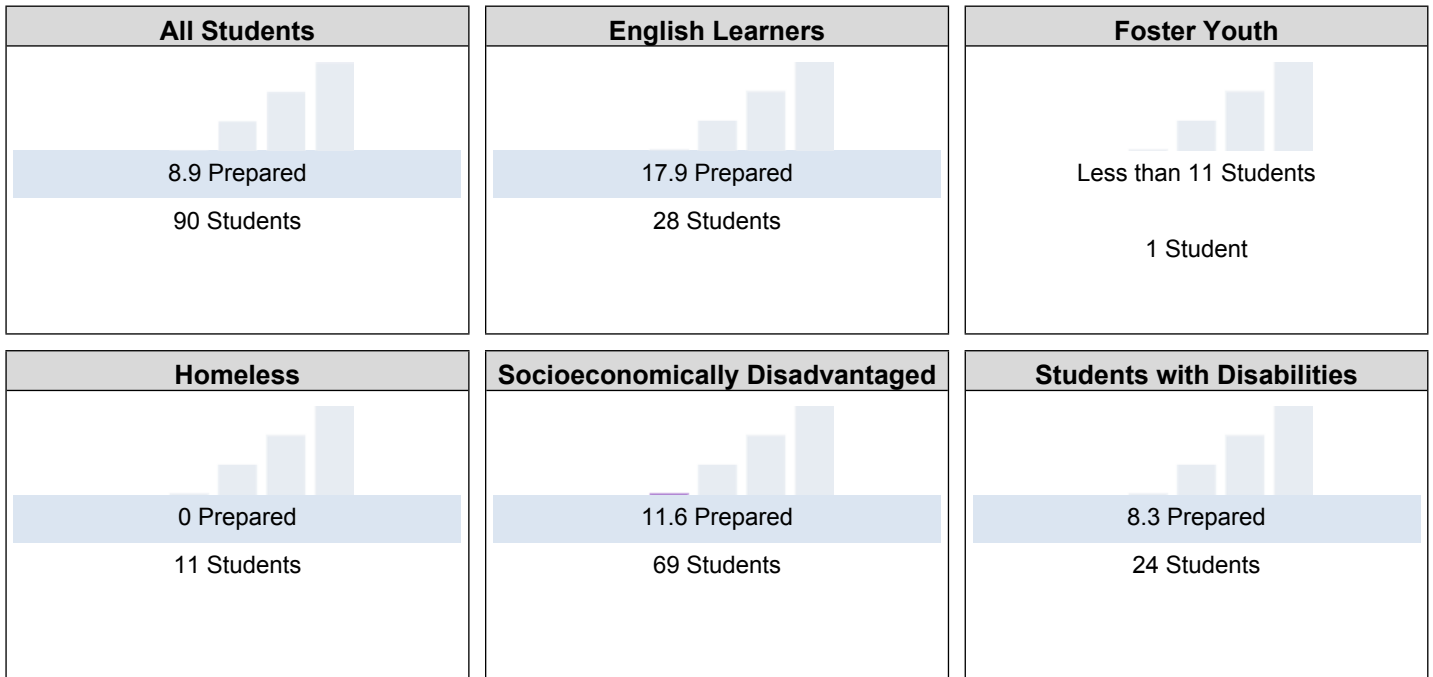 All Students
8.9 Prepared
90 Students
English Learners
17.9 Prepared
28 Students
Foster Youth
Less than 11 Students
1 Student
Homeless
0 Prepared
11 Students
Socioeconomically Disadvantaged
11.6 Prepared
69 Students
Students with Disabilities
8.3 Prepared
24 Students